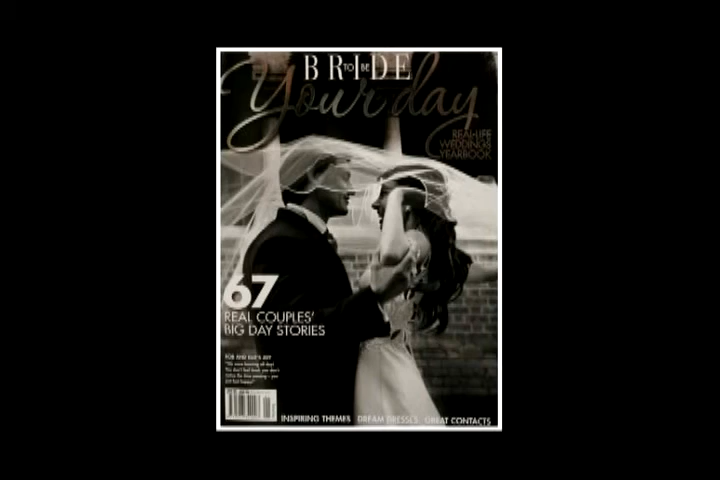 BRIDE
TO BE
Your day
REAL-LIFE
WEDDINGS
YEARBOOK
67
REAL COUPLES'
BIG DAY STORIES
INSPIRING THEMES DREAM DRESSES GREAT CONTACTS